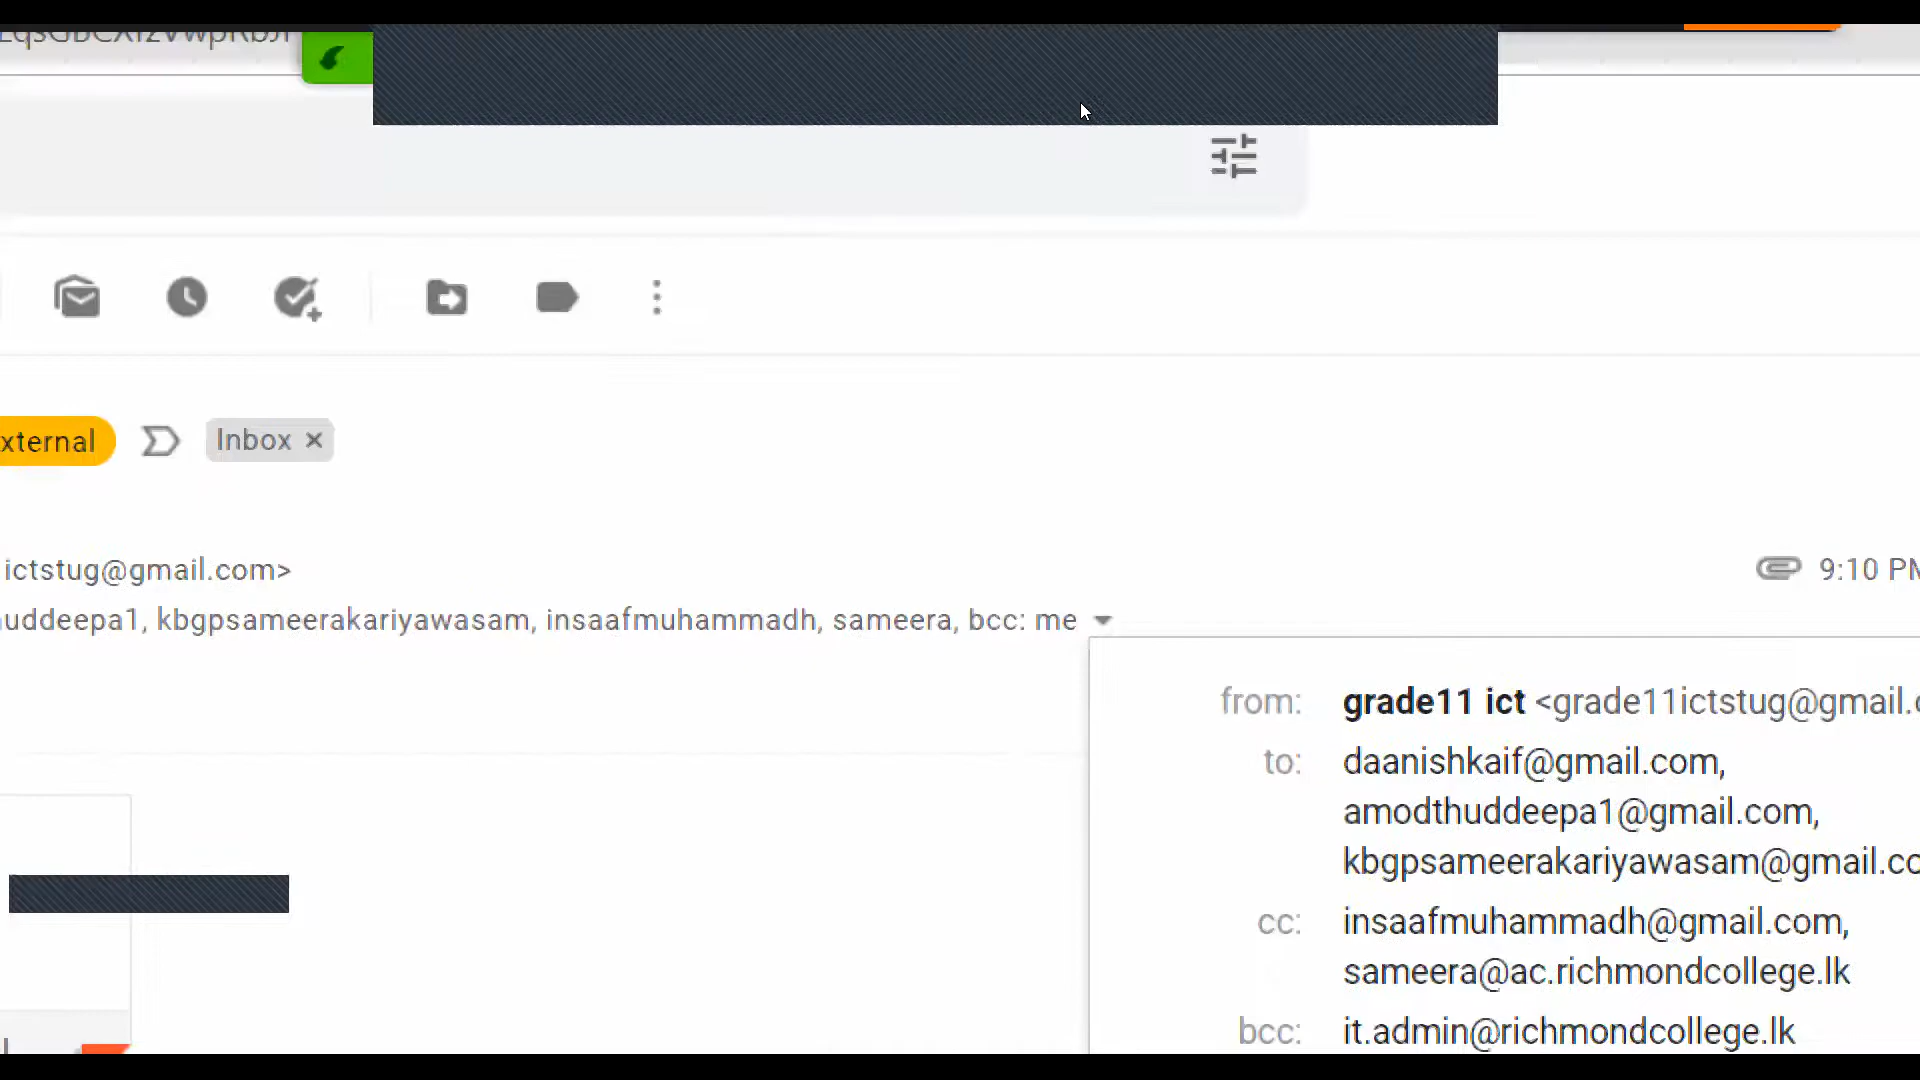 xternal
Inbox ×
ictstug@gmail.com>
9:10 PM
uddeepa1, kbgpsameerakariyawasam, insaafmuhammadh, sameera, bcc: me
from: grade11 ict <grade11ictstug@gmail.c
to: daanishkaif@gmail.com,
amodthuddeepa1@gmail.com,
kbgpsameerakariyawasam@gmail.co
cc: insaafmuhammadh@gmail.com,
sameera@ac.richmondcollege.lk
bcc: it.admin@richmondcollege.lk